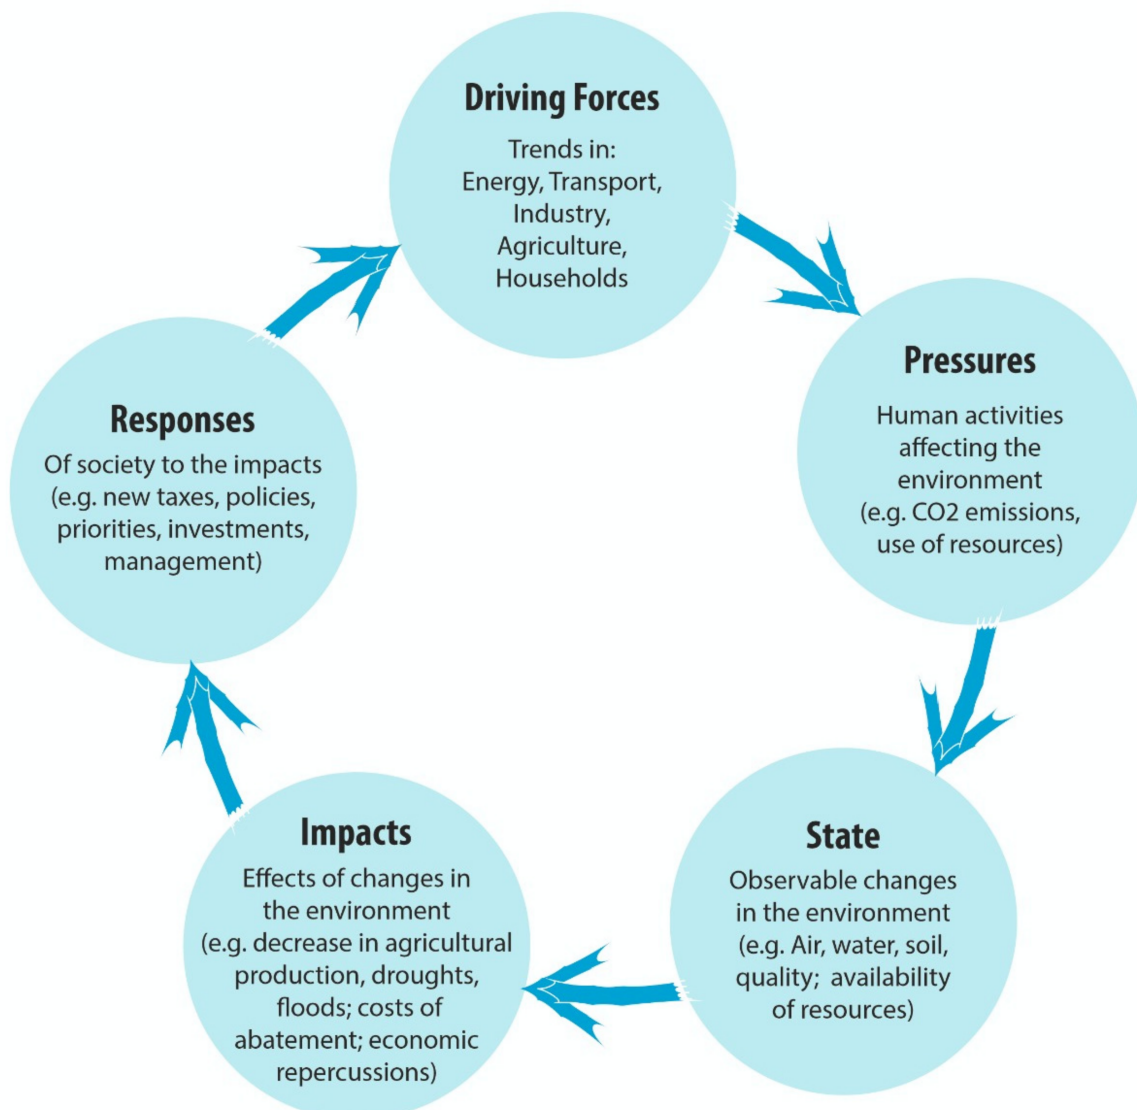 Driving Forces
Trends in:
Energy, Transport,
Industry,
Agriculture,
Households
Pressures
Human activities
affecting the
environment
(e.g. CO2 emissions,
use of resources)
State
Observable changes
in the environment
(e.g. Air, water, soil,
quality; availability
of resources)
Impacts
Effects of changes in
the environment
(e.g. decrease in agricultural
production, droughts,
floods; costs of
abatement; economic
repercussions)
Responses
Of society to the impacts
(e.g. new taxes, policies,
priorities, investments,
management)